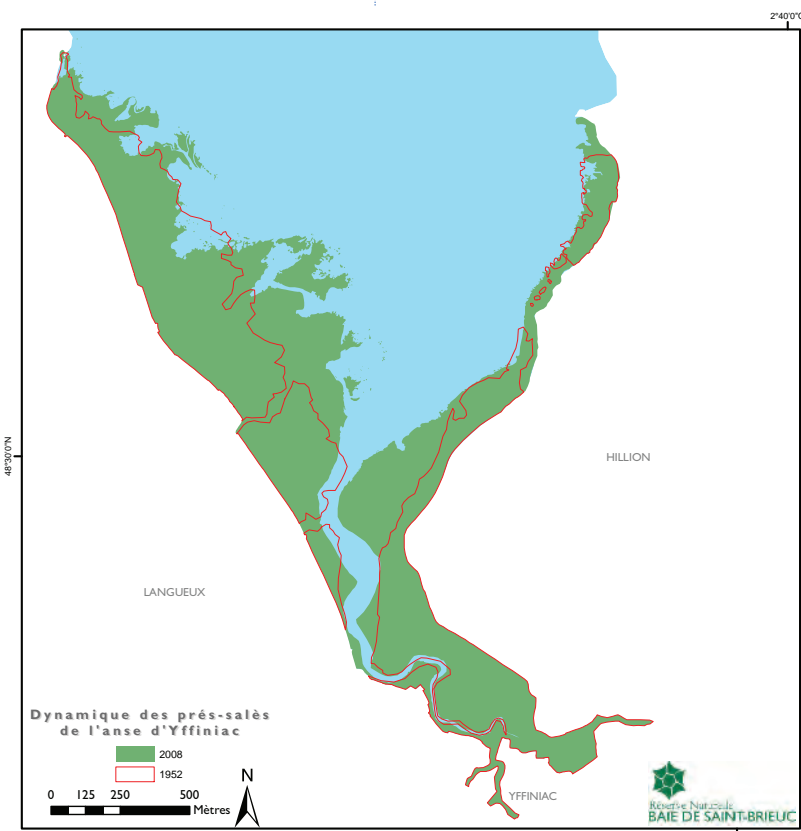 2°40'0"O
48°30'0"N
HILLION
LANGUEUX
Dynamique des prés-salès
de l'anse d'Yffiniac
2008
1952
0 125 250 500
Mètres
N
YFFINIAC
Réserve Naturelle
BAIE DE SAINT-BRIEUC